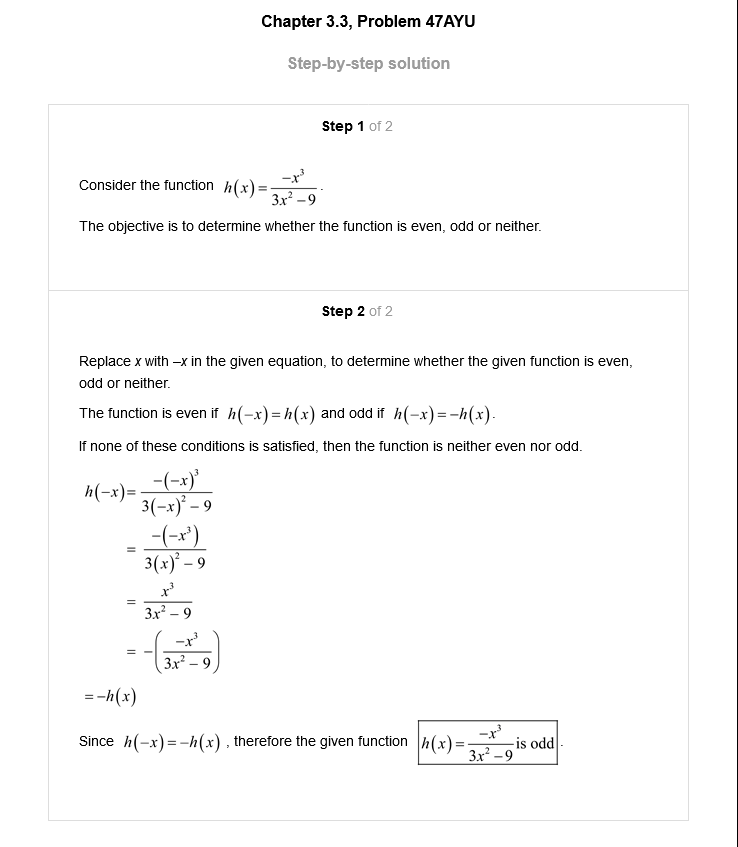 Chapter 3.3, Problem 47AYU
Step-by-step solution
Step 1 of 2
Consider the function h(x) = \frac{-x^3}{3x^2 - 9}.
The objective is to determine whether the function is even, odd or neither.
Step 2 of 2
Replace x with –x in the given equation, to determine whether the given function is even,
odd or neither.
The function is even if h(-x) = h(x) and odd if h(-x) = -h(x).
If none of these conditions is satisfied, then the function is neither even nor odd.
h(-x) = \frac{-(-x)^3}{3(-x)^2 - 9}
= \frac{-(-x^3)}{3(x)^2 - 9}
= \frac{x^3}{3x^2 - 9}
= -\left(\frac{-x^3}{3x^2 - 9}\right)
= -h(x)
Since h(-x) = -h(x) , therefore the given function h(x) = \frac{-x^3}{3x^2 - 9} is odd.